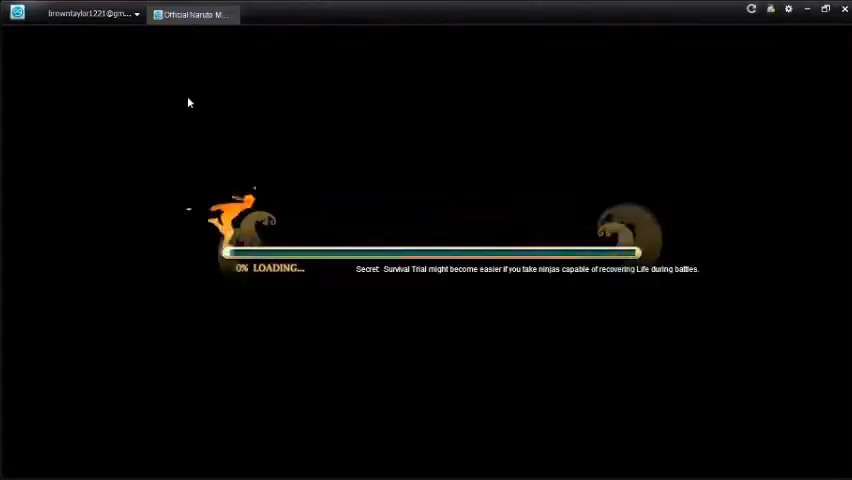 browntaylor1221@gm...
Official Naruto M...
0% LOADING...
Secret: Survival Trial might become easier if you take ninjas capable of recovering Life during battles.